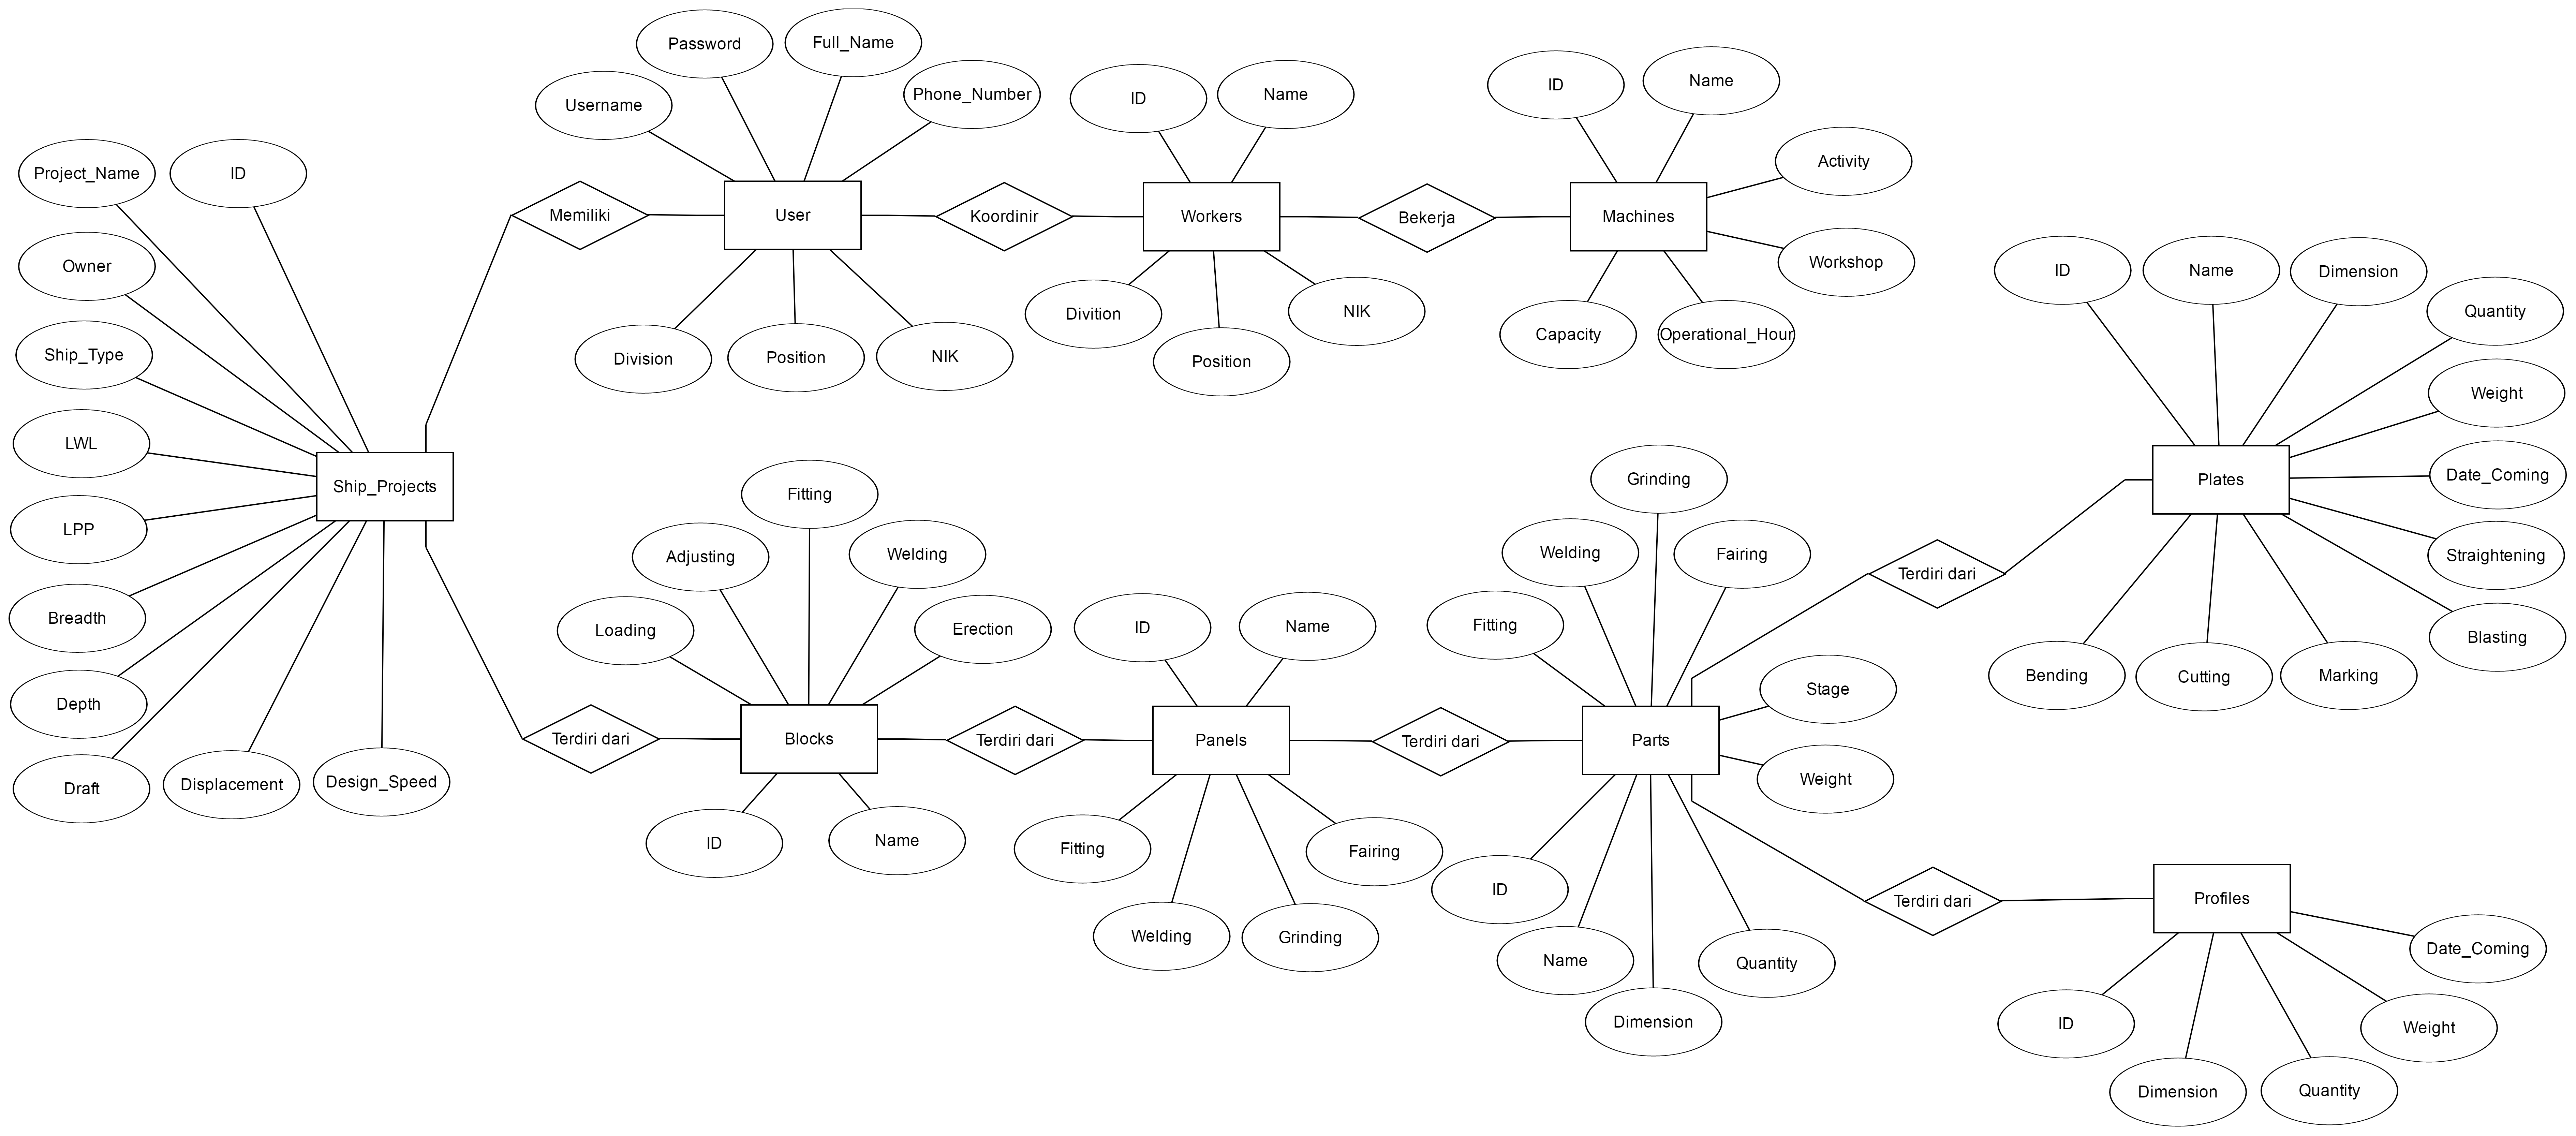 Project_Name
ID
Owner
Ship_Type
LWL
LPP
Breadth
Depth
Draft
Displacement
Design_Speed
Ship_Projects
Memiliki
Username
Password
Full_Name
Phone_Number
User
Division
Position
NIK
Koordinir
ID
Name
Workers
Divition
Position
NIK
Bekerja
ID
Name
Activity
Workshop
Machines
Capacity
Operational_Hour
Terdiri dari
Loading
Adjusting
Fitting
Welding
Erection
Blocks
ID
Name
Terdiri dari
ID
Name
Panels
Fitting
Welding
Grinding
Fairing
Terdiri dari
Fitting
Welding
Grinding
Fairing
Stage
Weight
Parts
ID
Name
Dimension
Quantity
Terdiri dari
ID
Name
Dimension
Quantity
Weight
Date_Coming
Straightening
Blasting
Plates
Bending
Cutting
Marking
Terdiri dari
Profiles
Date_Coming
ID
Weight
Dimension
Quantity